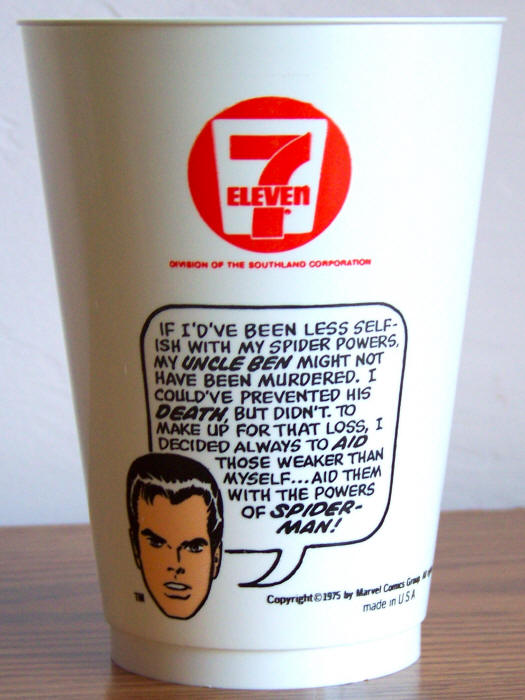 7
ELEVEn
®
DIVISION OF THE SOUTHLAND CORPORATION
IF I'D'VE BEEN LESS SELF-
ISH WITH MY SPIDER POWERS,
MY UNCLE BEN MIGHT NOT
HAVE BEEN MURDERED. I
COULD'VE PREVENTED HIS
DEATH, BUT DIDN'T. TO
MAKE UP FOR THAT LOSS, I
DECIDED ALWAYS TO AID
THOSE WEAKER THAN
MYSELF...AID THEM
WITH THE POWERS
OF SPIDER-
MAN!
TM
Copyright © 1975 by Marvel Comics Group All
made in USA